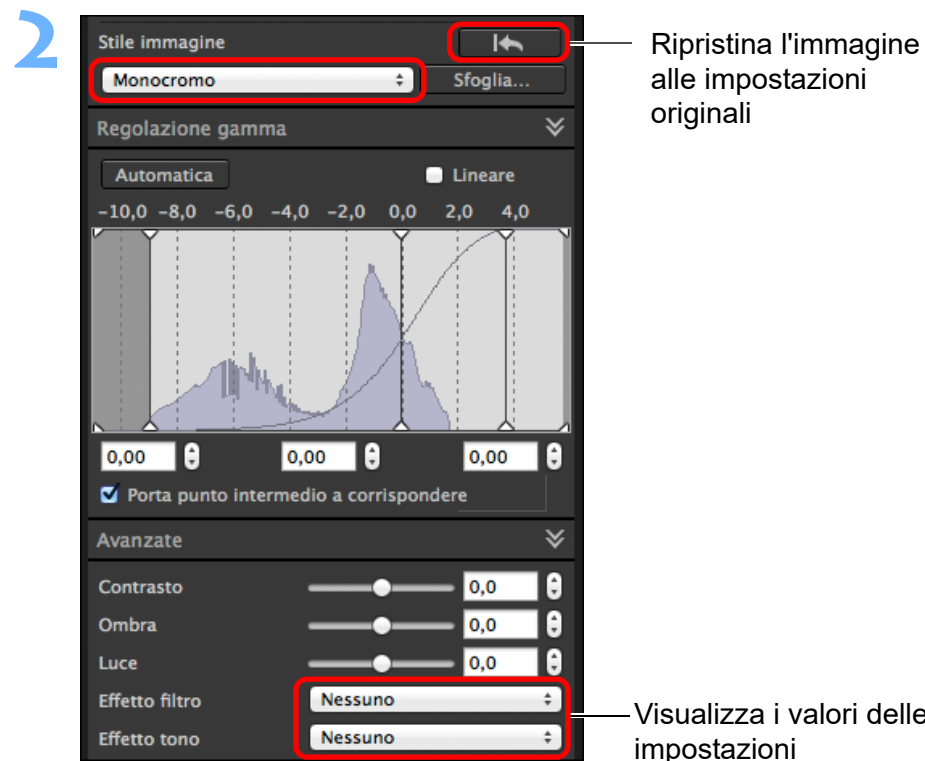 2
Stile immagine
Ripristina l'immagine
alle impostazioni
originali
Monocromo
Sfoglia...
Regolazione gamma
Automatica
Lineare
-10,0 -8,0 -6,0 -4,0 -2,0 0,0 2,0 4,0
0,00 0,00 0,00
Porta punto intermedio a corrispondere
Avanzate
Contrasto 0,0
Ombra 0,0
Luce 0,0
Effetto filtro Nessuno
Effetto tono Nessuno
Visualizza i valori delle
impostazioni